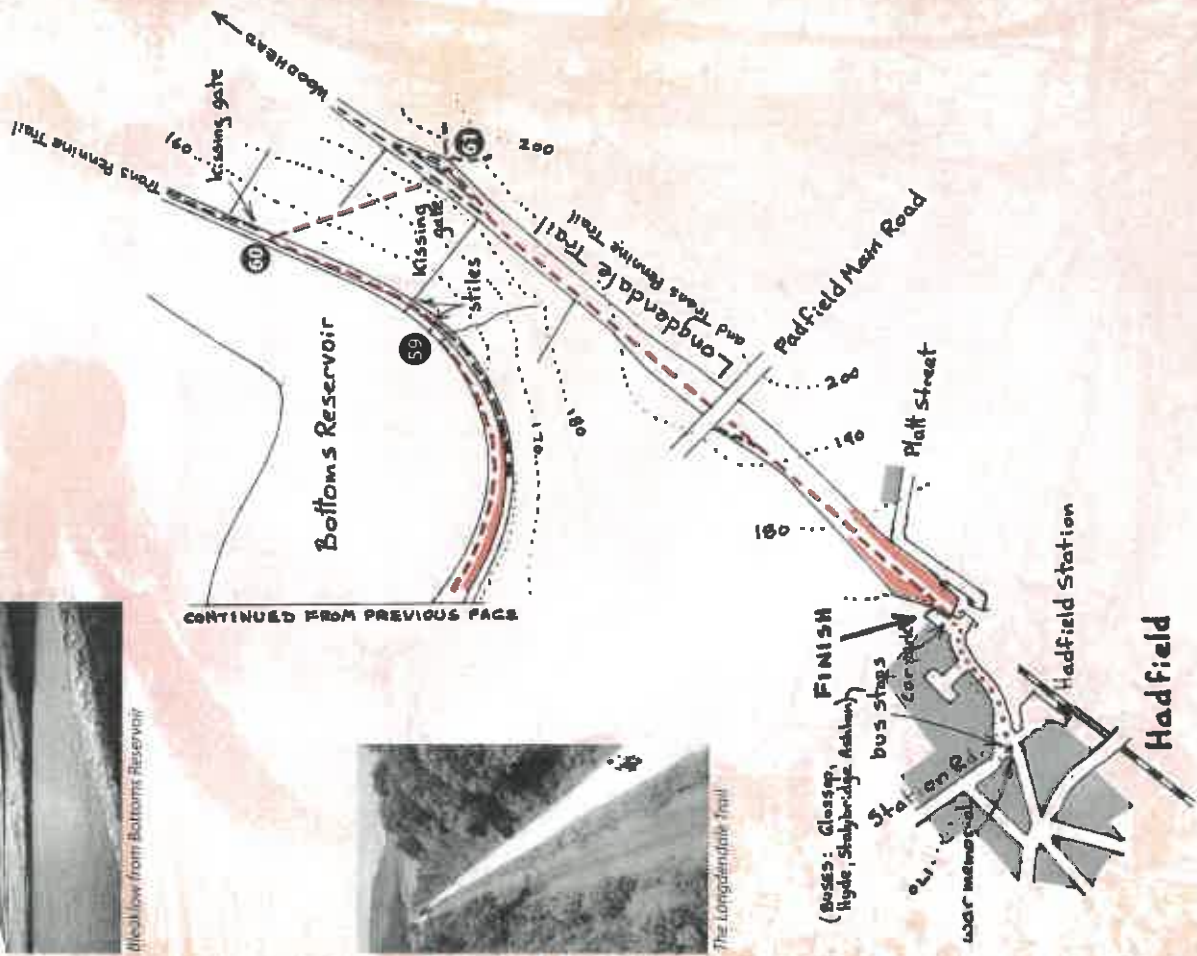 WOODHEAD
Trans Pennine Trail
Kissing gate
160
60
61
200
Kissing
gate
stiles
59
Bottoms Reservoir
Longdendale Trail
and Trans Pennine Trail
Padfield Main Road
180
170
CONTINUED FROM PREVIOUS PAGE
200
190
Platt Street
180
Bleaklow from Bottoms Reservoir
The Longdendale Trail
FINISH
car park
bus stops
(Buses: Glossop,
Hyde, Stalybridge Ashton)
Station Rd.
170
war memorial
Hadfield Station
Hadfield